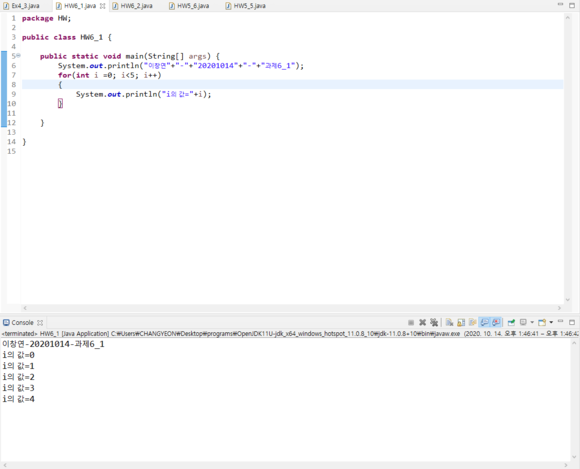 Ex4_3.java
HW6_1.java
HW6_2.java
HW5_6.java
HW5_5.java
1 package HW;
2
3 public class HW6_1 {
4
5 public static void main(String[] args) {
6 System.out.println("이창연"+"-"+"20201014"+"-"+"과제6_1");
7 for(int i =0; i<5; i++)
8 {
9 System.out.println("i의 값="+i);
10 }
11
12 }
13
14 }
15
Console
<terminated> HW6_1 [Java Application] C:₩Users₩CHANGYEON₩Desktop₩programs₩OpenJDK11U-jdk_x64_windows_hotspot_11.0.8_10₩jdk-11.0.8+10₩bin₩javaw.exe (2020. 10. 14. 오후 1:46:41 – 오후 1:46:42
이창연-20201014-과제6_1
i의 값=0
i의 값=1
i의 값=2
i의 값=3
i의 값=4